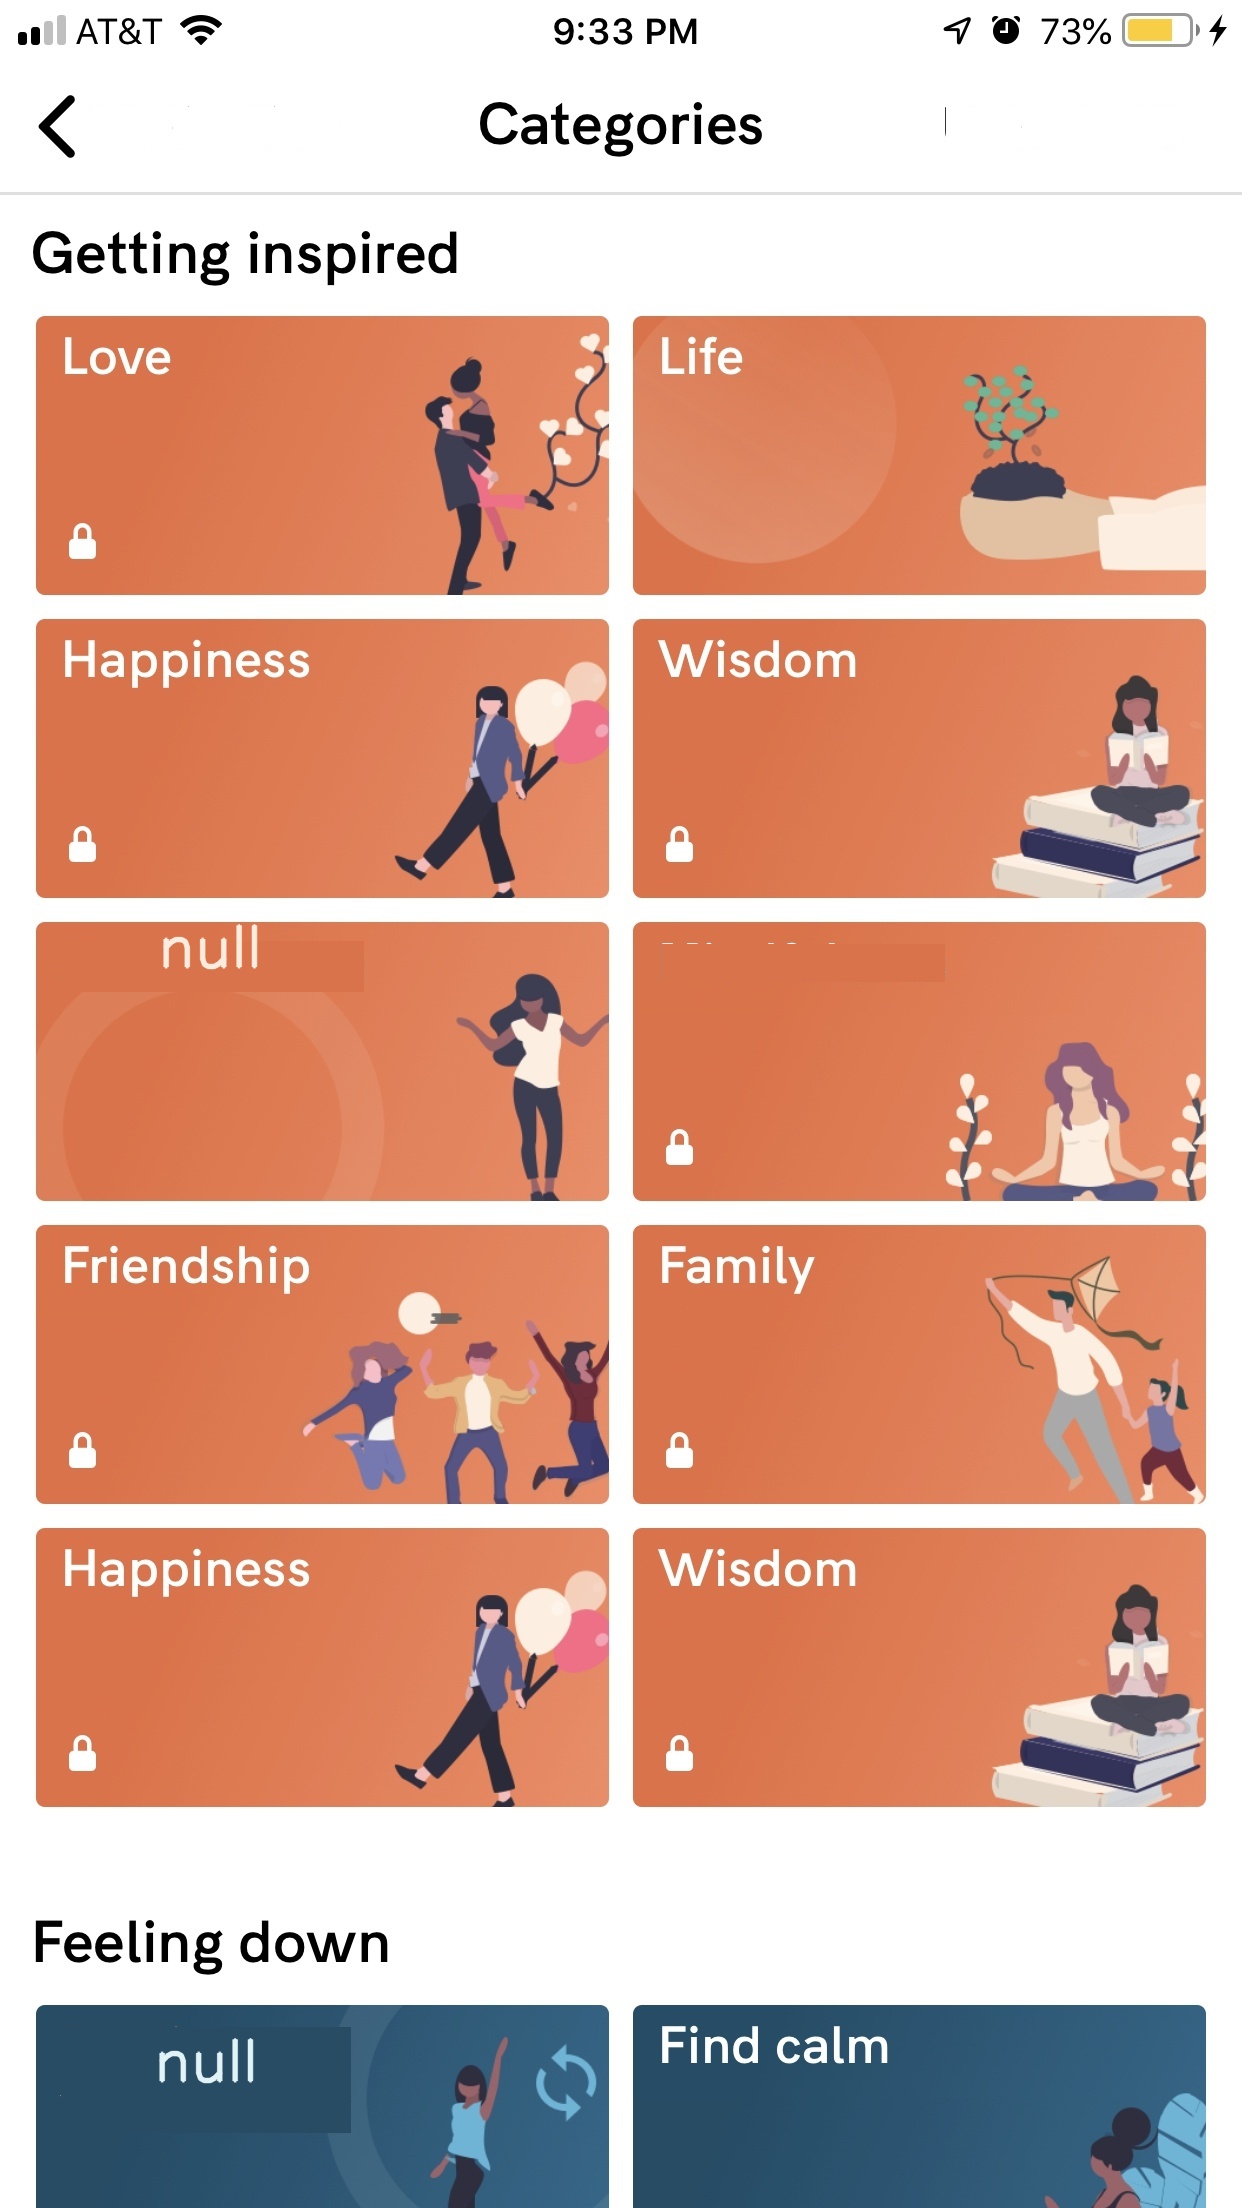 AT&T 9:33 PM 73%
Categories
Getting inspired
Love Life
Happiness Wisdom
null
Friendship Family
Happiness Wisdom
Feeling down
null Find calm